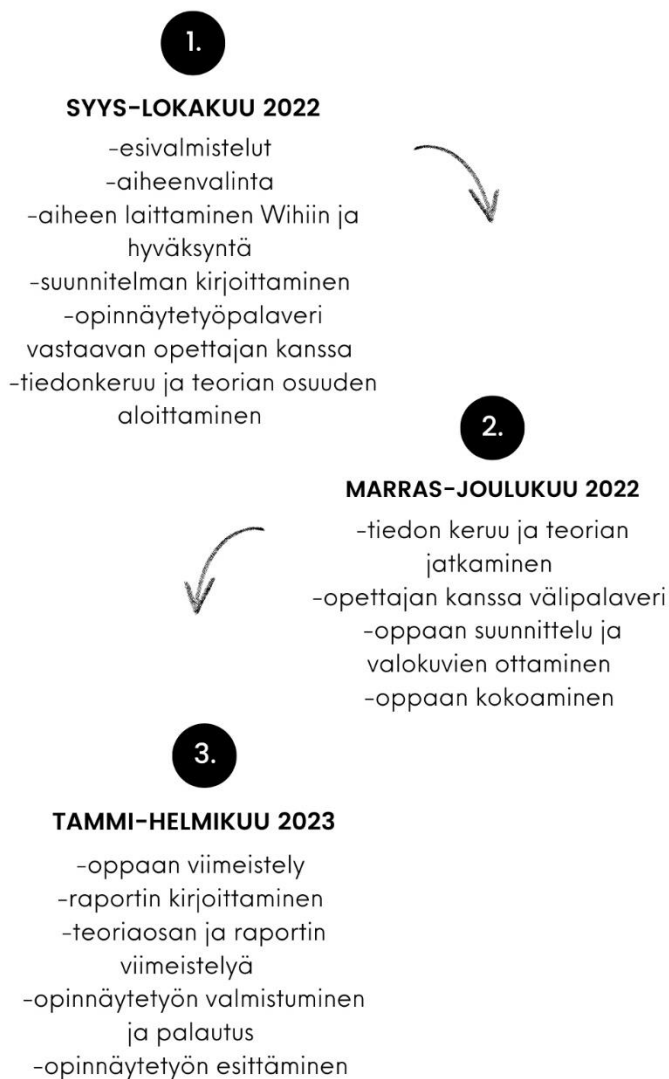 1.
SYYS-LOKAKUU 2022
-esivalmistelut
-aiheenvalinta
-aiheen laittaminen Wihiin ja
hyväksyntä
-suunnitelman kirjoittaminen
-opinnäytetyöpalaveri
vastaavan opettajan kanssa
-tiedonkeruu ja teorian osuuden
aloittaminen
2.
MARRAS-JOULUKUU 2022
-tiedon keruu ja teorian
jatkaminen
-opettajan kanssa välipalaveri
-oppaan suunnittelu ja
valokuvien ottaminen
-oppaan kokoaminen
3.
TAMMI-HELMIKUU 2023
-oppaan viimeistely
-raportin kirjoittaminen
-teoriaosan ja raportin
viimeistelyä
-opinnäytetyön valmistuminen
ja palautus
-opinnäytetyön esittäminen